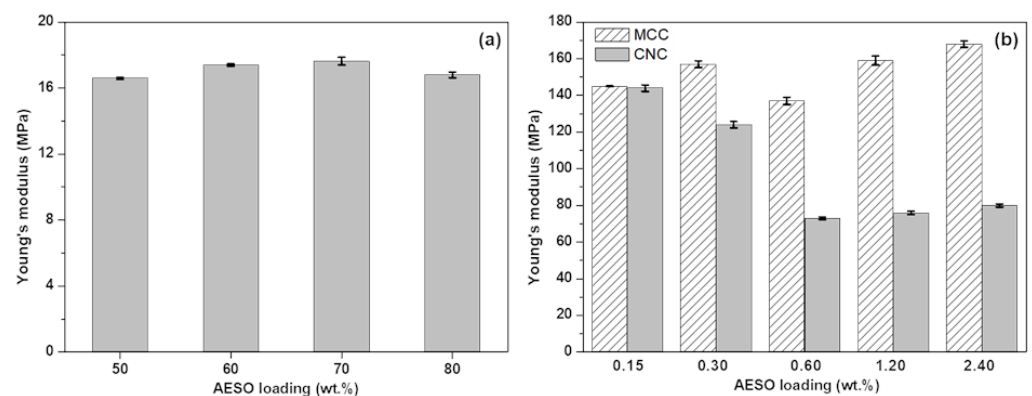 (a)
Young's modulus (MPa)
20
16
12
8
4
0
50 60 70 80
AESO loading (wt.%)
(b)
MCC
CNC
Young's modulus (MPa)
180
160
140
120
100
80
60
40
20
0
0.15 0.30 0.60 1.20 2.40
AESO loading (wt.%)